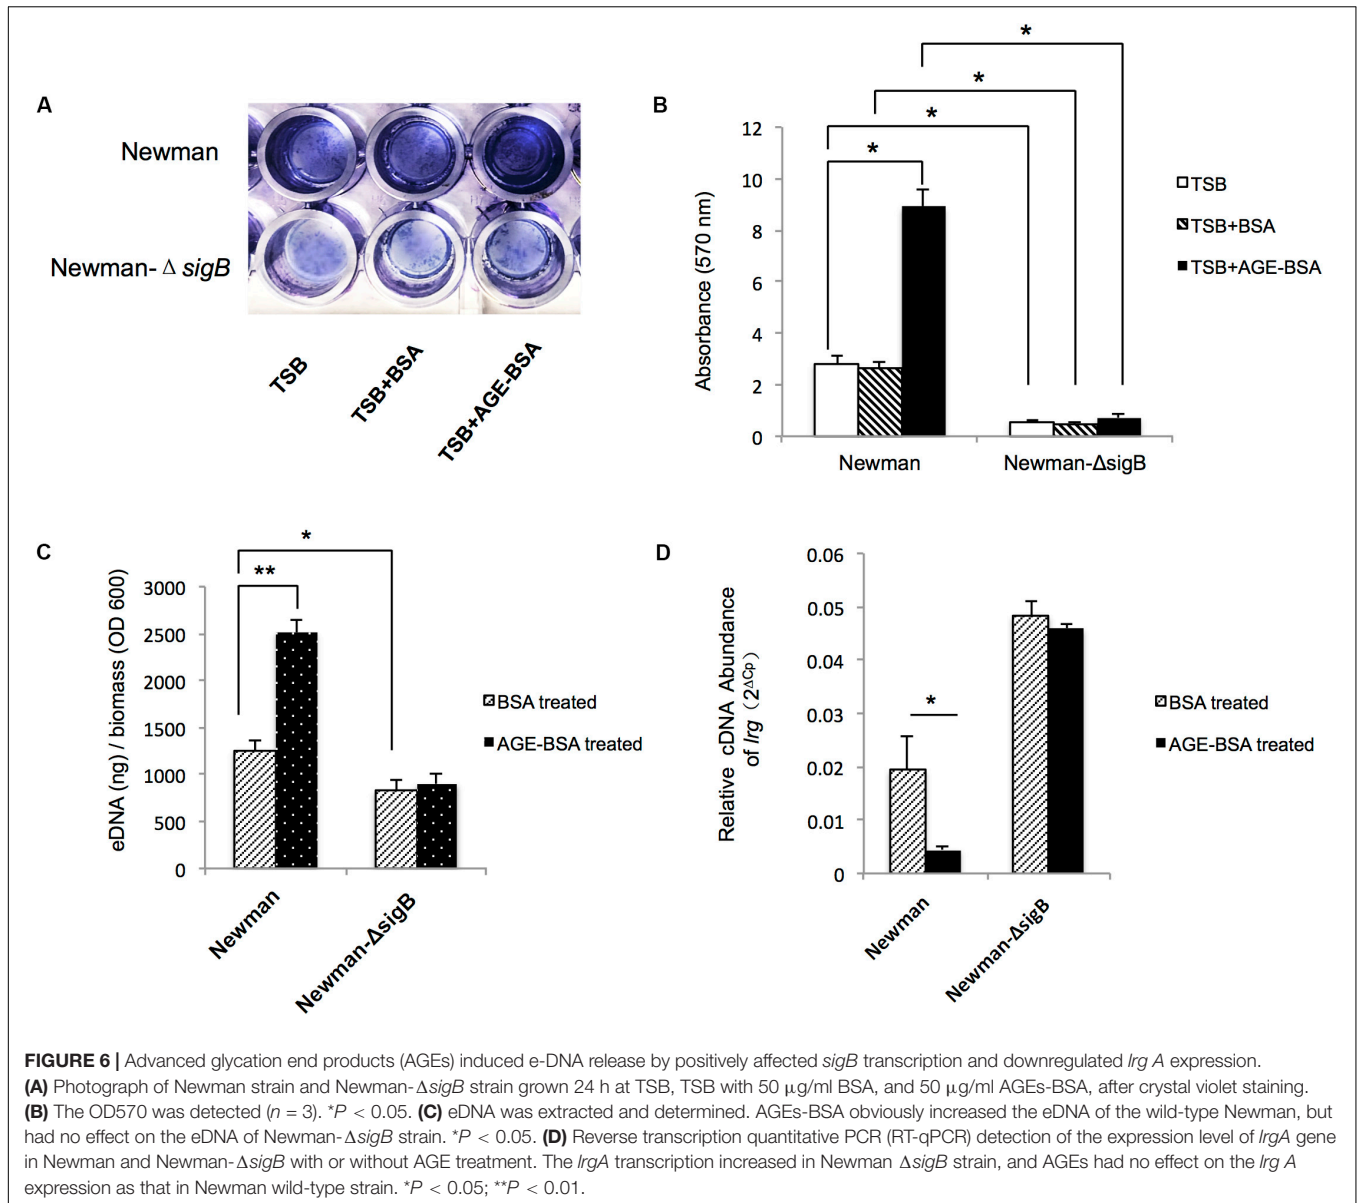 A
Newman
Newman- Δ sigB
TSB
TSB+BSA
TSB+AGE-BSA
B
*
*
*
*
12
10
8
6
4
2
0
Absorbance (570 nm)
Newman
Newman-ΔsigB
TSB
TSB+BSA
TSB+AGE-BSA
C
*
**
3000
2500
2000
1500
1000
500
0
eDNA (ng) / biomass (OD 600)
Newman
Newman-ΔsigB
BSA treated
AGE-BSA treated
D
0.06
0.05
0.04
0.03
0.02
0.01
0
Relative cDNA Abundance
of lrg (2^ΔCp)
*
Newman
Newman-ΔsigB
BSA treated
AGE-BSA treated
FIGURE 6 | Advanced glycation end products (AGEs) induced e-DNA release by positively affected sigB transcription and downregulated lrg A expression.
(A) Photograph of Newman strain and Newman-ΔsigB strain grown 24 h at TSB, TSB with 50 μg/ml BSA, and 50 μg/ml AGEs-BSA, after crystal violet staining.
(B) The OD570 was detected (n = 3). *P < 0.05. (C) eDNA was extracted and determined. AGEs-BSA obviously increased the eDNA of the wild-type Newman, but
had no effect on the eDNA of Newman-ΔsigB strain. *P < 0.05. (D) Reverse transcription quantitative PCR (RT-qPCR) detection of the expression level of lrgA gene
in Newman and Newman-ΔsigB with or without AGE treatment. The lrgA transcription increased in Newman ΔsigB strain, and AGEs had no effect on the lrg A
expression as that in Newman wild-type strain. *P < 0.05; **P < 0.01.